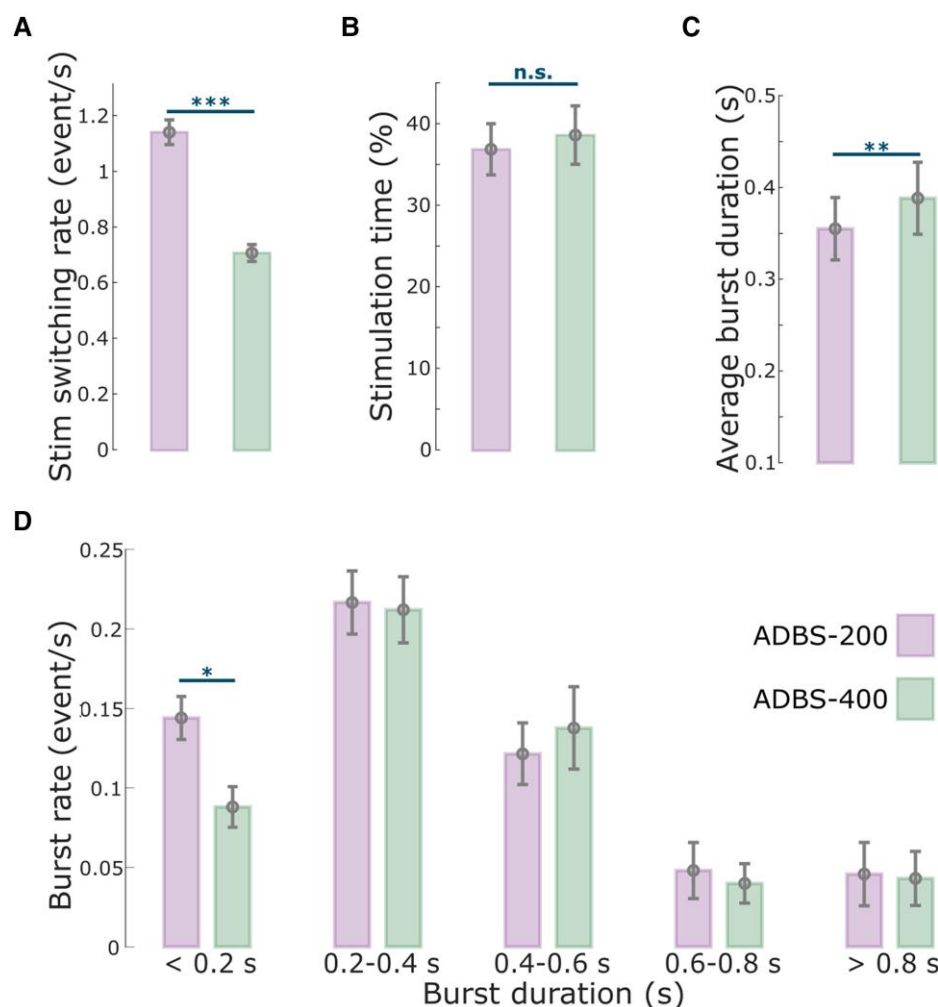 A
Stim switching rate (event/s)
1.2
1
0.8
0.6
0.4
0.2
0
***
B
Stimulation time (%)
40
30
20
10
0
n.s.
C
Average burst duration (s)
0.5
0.4
0.3
0.2
0.1
**
D
Burst rate (event/s)
0.25
0.2
0.15
0.1
0.05
0
*
ADBS-200
ADBS-400
< 0.2 s
0.2-0.4 s
0.4-0.6 s
0.6-0.8 s
> 0.8 s
Burst duration (s)